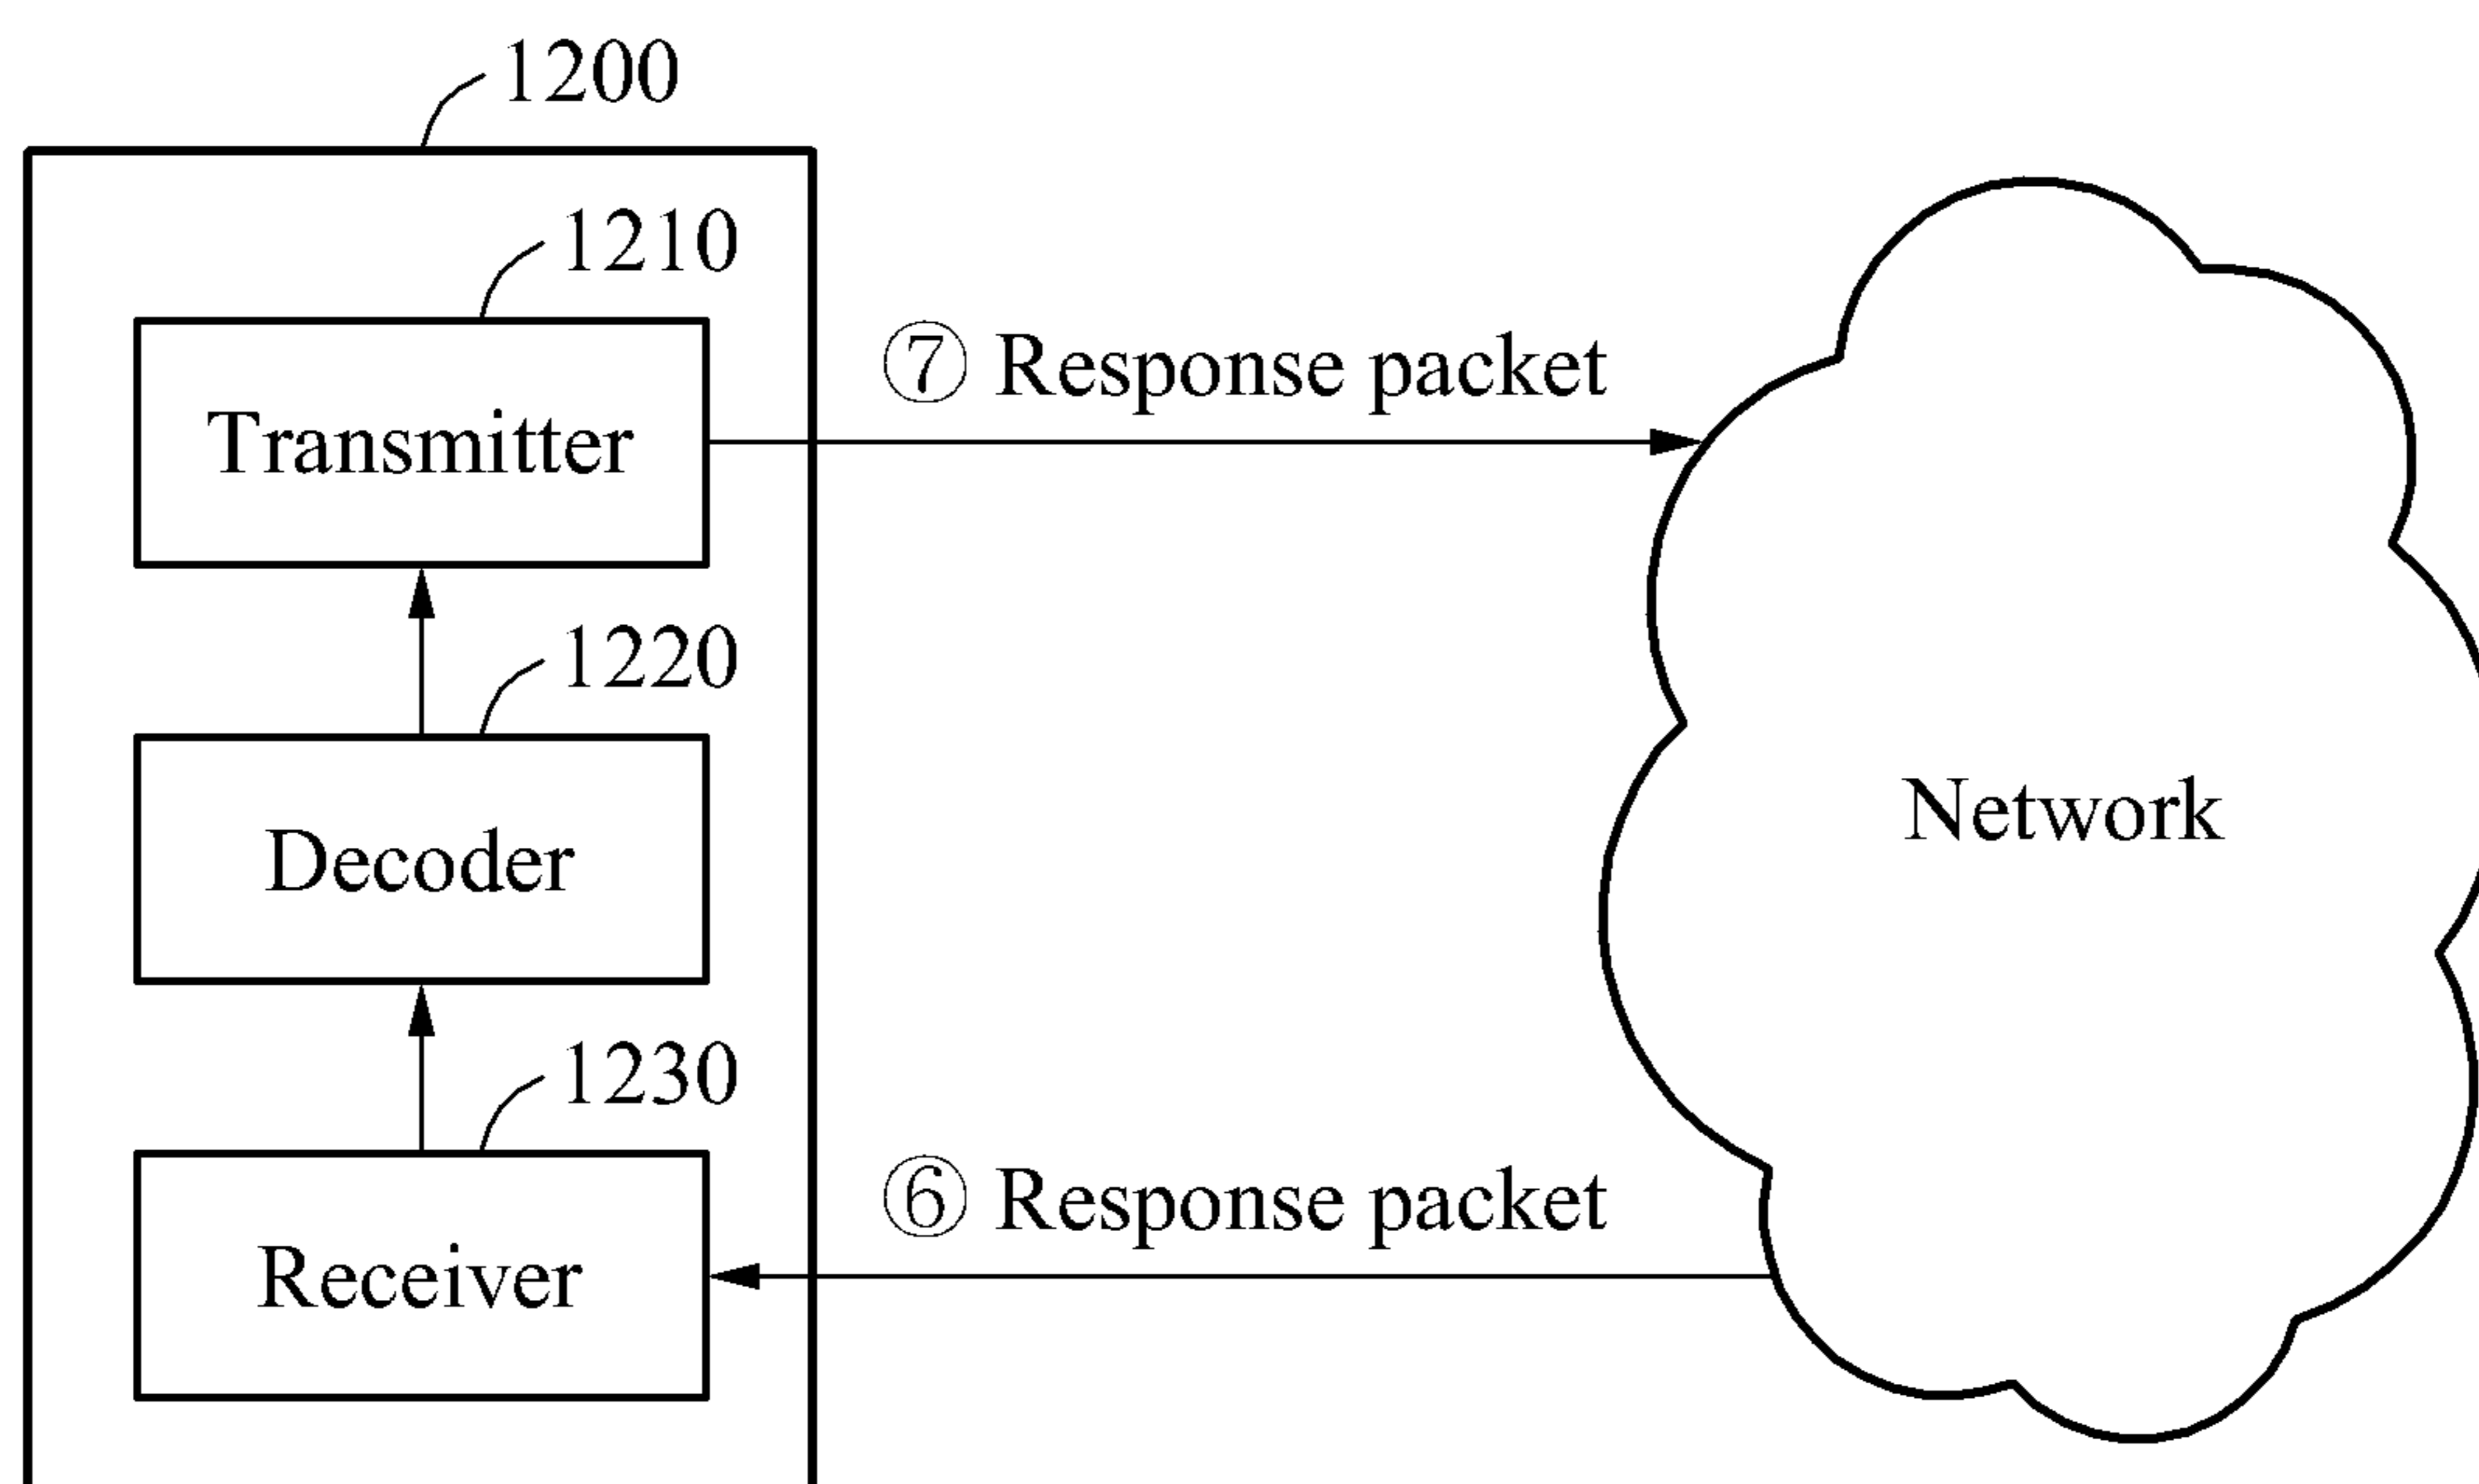 1200
1210
⑦ Response packet
Transmitter
1220
Network
Decoder
1230
⑥ Response packet
Receiver